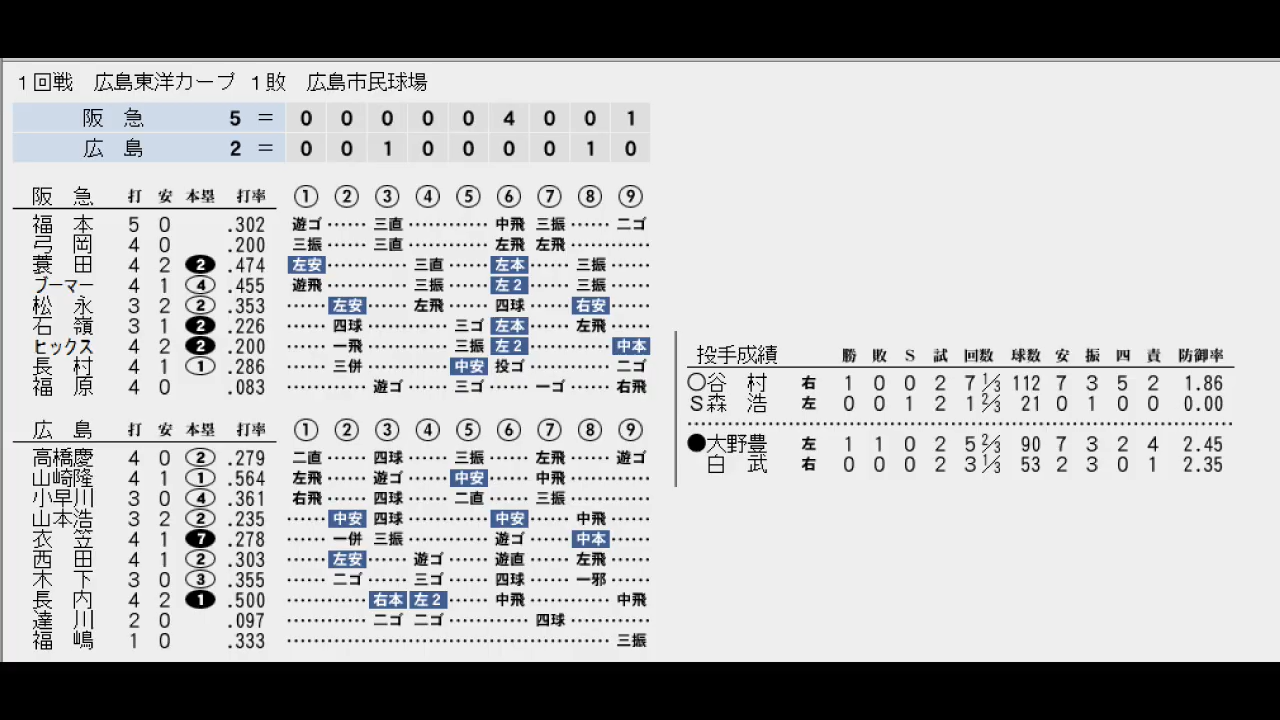 1回戦 広島東洋カープ 1敗 広島市民球場
阪 急 5 = 0 0 0 0 0 4 0 0 1
広 島 2 = 0 0 1 0 0 0 0 1 0
阪 急 打 安 本塁 打率 ① ② ③ ④ ⑤ ⑥ ⑦ ⑧ ⑨
福 本 5 0 .302 遊ゴ …… 三直 ………… 中飛 三振 …… 二ゴ
弓 岡 4 0 .200 三振 …… 三直 ………… 左飛 左飛 …………
蓑 田 4 2 ❷ .474 左安 ………… 三直 …… 左本 …… 三振 ……
ブーマー 4 1 ④ .455 遊飛 ………… 三振 …… 左2 …… 三振 ……
松 永 3 2 ② .353 …… 左安 …… 左飛 …… 四球 …… 右安 ……
石 嶺 3 1 ❷ .226 …… 四球 ………… 三ゴ 左本 …… 左飛 ……
ヒックス 4 2 ❷ .200 …… 一飛 ………… 三振 左2 ………… 中本
長 村 4 1 ① .286 …… 三併 ………… 中安 投ゴ ………… 二ゴ
福 原 4 0 .083 ………… 遊ゴ …… 三ゴ …… 一ゴ …… 右飛
広 島 打 安 本塁 打率 ① ② ③ ④ ⑤ ⑥ ⑦ ⑧ ⑨
高橋慶 4 0 ② .279 二直 …… 四球 …… 三振 …… 左飛 …… 遊ゴ
山崎隆 4 1 ① .564 左飛 …… 遊ゴ …… 中安 …… 中飛 …………
小早川 3 0 ④ .361 右飛 …… 四球 …… 二直 …… 三振 …………
山本浩 3 2 ② .235 …… 中安 四球 ………… 中安 …… 中飛 ……
衣 笠 4 1 ❼ .278 …… 一併 三振 ………… 遊ゴ …… 中本 ……
西 田 4 1 ② .303 …… 左安 …… 遊ゴ …… 遊直 …… 左飛 ……
木 下 3 0 ③ .355 …… 二ゴ …… 三ゴ …… 四球 …… 一邪 ……
長 内 4 2 ❶ .500 ………… 右本 左2 …… 中飛 ………… 中飛
達 川 2 0 .097 ………… 二ゴ 二ゴ ………… 四球 …………
福 嶋 1 0 .333 ……………………………… 三振
投手成績 勝 敗 S 試 回数 球数 安 振 四 責 防御率
○谷 村 右 1 0 0 2 7 1/3 112 7 3 5 2 1.86
S森 浩 左 0 0 1 2 1 2/3 21 0 1 0 0 0.00
●大野豊 左 1 1 0 2 5 2/3 90 7 3 2 4 2.45
白 武 右 0 0 0 2 3 1/3 53 2 3 0 1 2.35